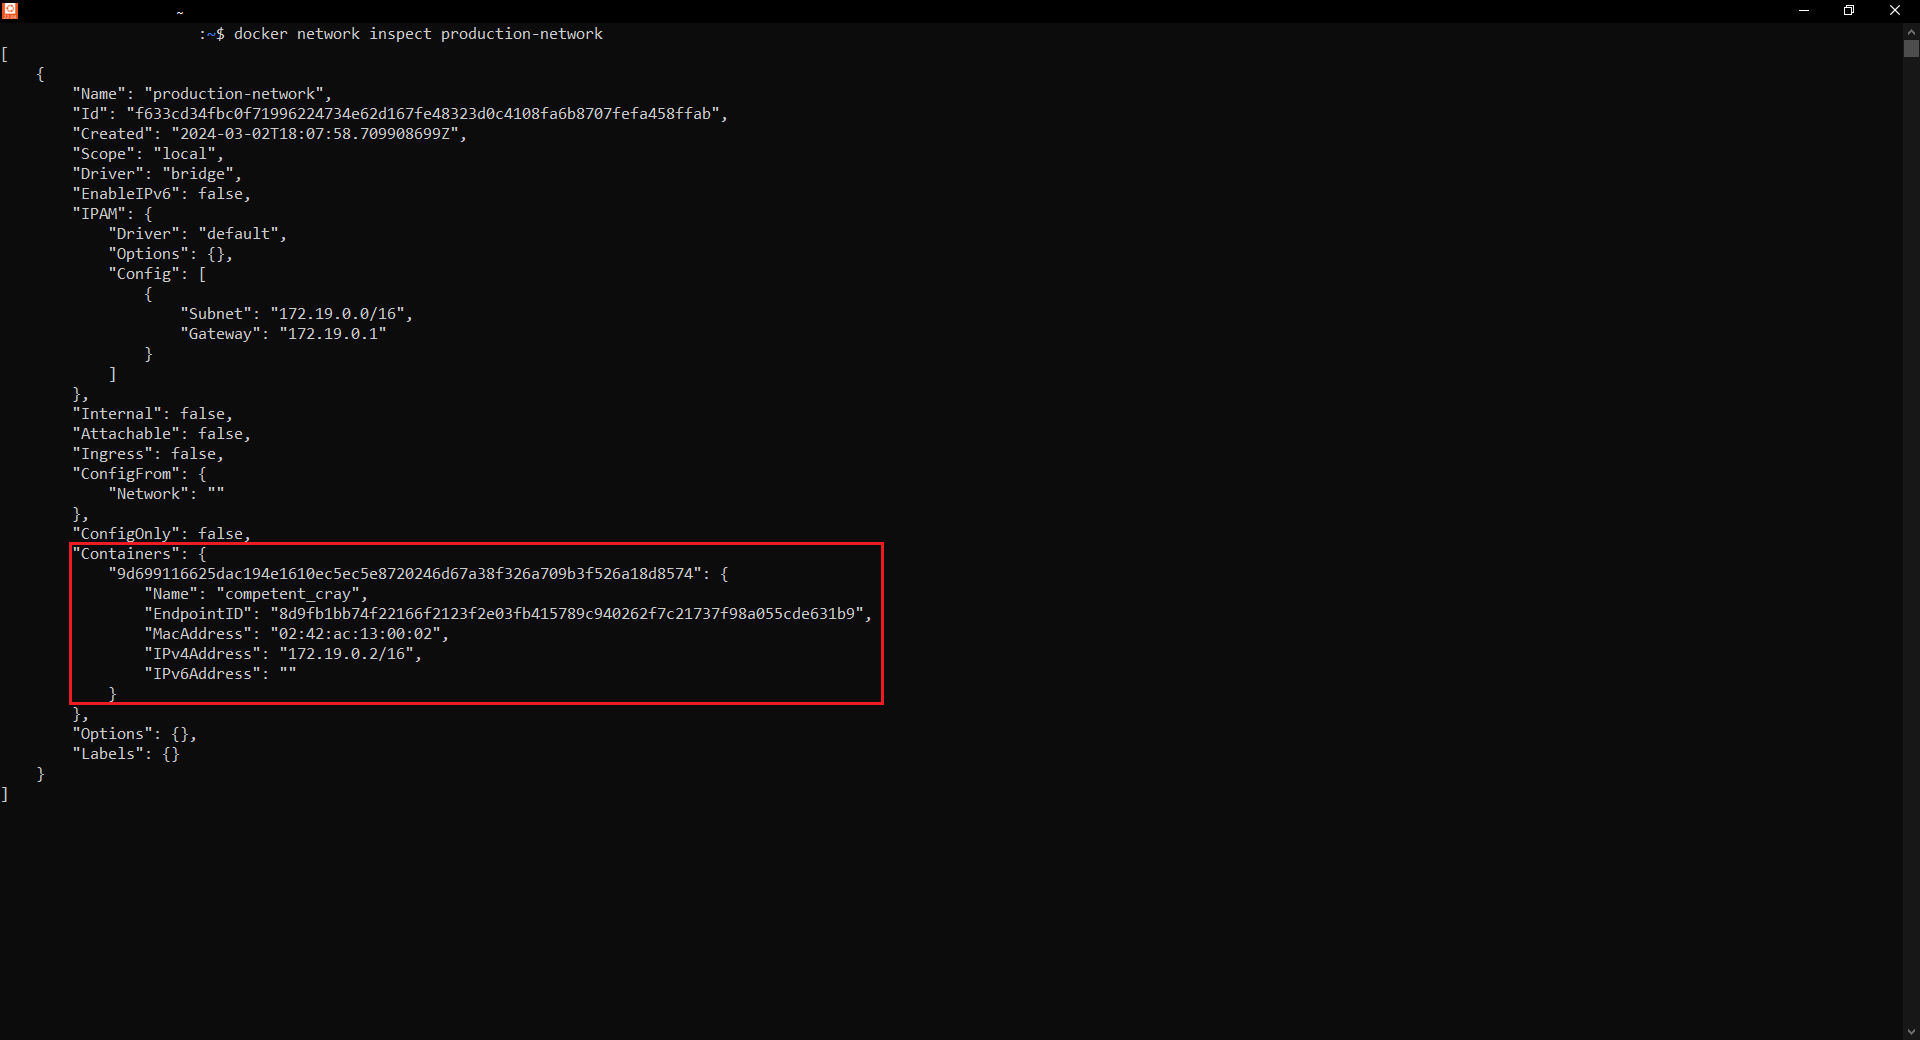 ~
:~$ docker network inspect production-network
[
    {
        "Name": "production-network",
        "Id": "f633cd34fbc0f71996224734e62d167fe48323d0c4108fa6b8707fefa458ffab",
        "Created": "2024-03-02T18:07:58.709908699Z",
        "Scope": "local",
        "Driver": "bridge",
        "EnableIPv6": false,
        "IPAM": {
            "Driver": "default",
            "Options": {},
            "Config": [
                {
                    "Subnet": "172.19.0.0/16",
                    "Gateway": "172.19.0.1"
                }
            ]
        },
        "Internal": false,
        "Attachable": false,
        "Ingress": false,
        "ConfigFrom": {
            "Network": ""
        },
        "ConfigOnly": false,
        "Containers": {
            "9d699116625dac194e1610ec5ec5e8720246d67a38f326a709b3f526a18d8574": {
                "Name": "competent_cray",
                "EndpointID": "8d9fb1bb74f22166f2123f2e03fb415789c940262f7c21737f98a055cde631b9",
                "MacAddress": "02:42:ac:13:00:02",
                "IPv4Address": "172.19.0.2/16",
                "IPv6Address": ""
            }
        },
        "Options": {},
        "Labels": {}
    }
]